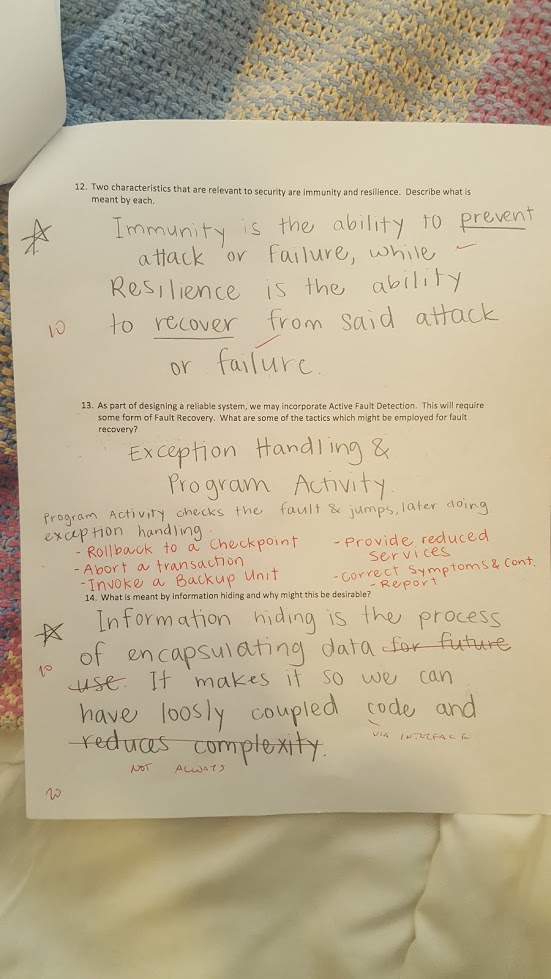 12. Two characteristics that are relevant to security are immunity and resilience. Describe what is
meant by each.
Immunity is the ability to prevent
attack or failure, while
Resilience is the ability
10
to recover from said attack
or failure.
13. As part of designing a reliable system, we may incorporate Active Fault Detection. This will require
some form of Fault Recovery. What are some of the tactics which might be employed for fault
recovery?
Exception Handling &
Program Activity.
Program Activity checks the fault & jumps, later doing
exception handling.
- Rollback to a Checkpoint
- Abort a transaction
- Invoke a Backup Unit
- Provide reduced
services
- Correct Symptoms & Cont.
- Report
14. What is meant by information hiding and why might this be desirable?
Information hiding is the process
10
of encapsulating data for future
use. It makes it so we can
have loosly coupled code and
VIA INTERFACE
reduces complexity.
NOT ALWAYS
20